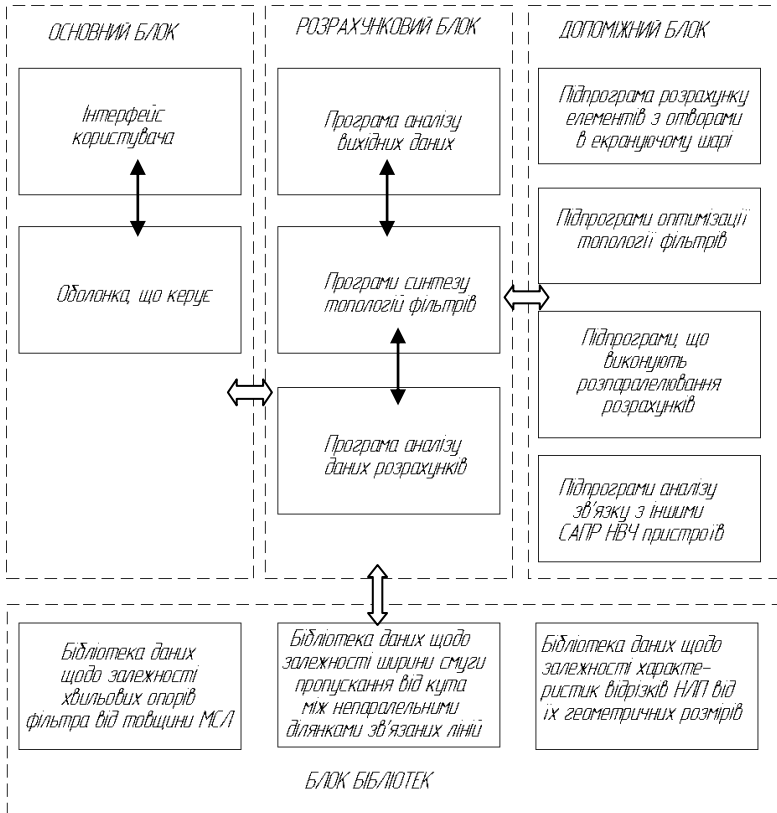 ОСНОВНИЙ БЛОК
Інтерфейс
користувача
Оболонка, що керує
РОЗРАХУНКОВИЙ БЛОК
Програма аналізу
вихідних даних
Програми синтезу
топологій фільтрів
Програма аналізу
даних розрахунків
ДОПОМІЖНИЙ БЛОК
Підпрограма розрахунку
елементів з отворами
в екрануючому шарі
Підпрограми оптимізації
топології фільтрів
Підпрограми, що
виконують
розпаралелювання
розрахунків
Підпрограми аналізу
зв'язку з іншими
САПР НВЧ пристроїв
Бібліотека даних
щодо залежності
хвильових опорів
фільтра від товщини МСЛ
Бібліотека даних щодо
залежності ширини смуги
пропускання від кута
між непаралельними
ділянками зв'язаних ліній
Бібліотека даних щодо
залежності характе-
ристик відрізків НЛП від
їх геометричних розмірів
БЛОК БІБЛІОТЕК